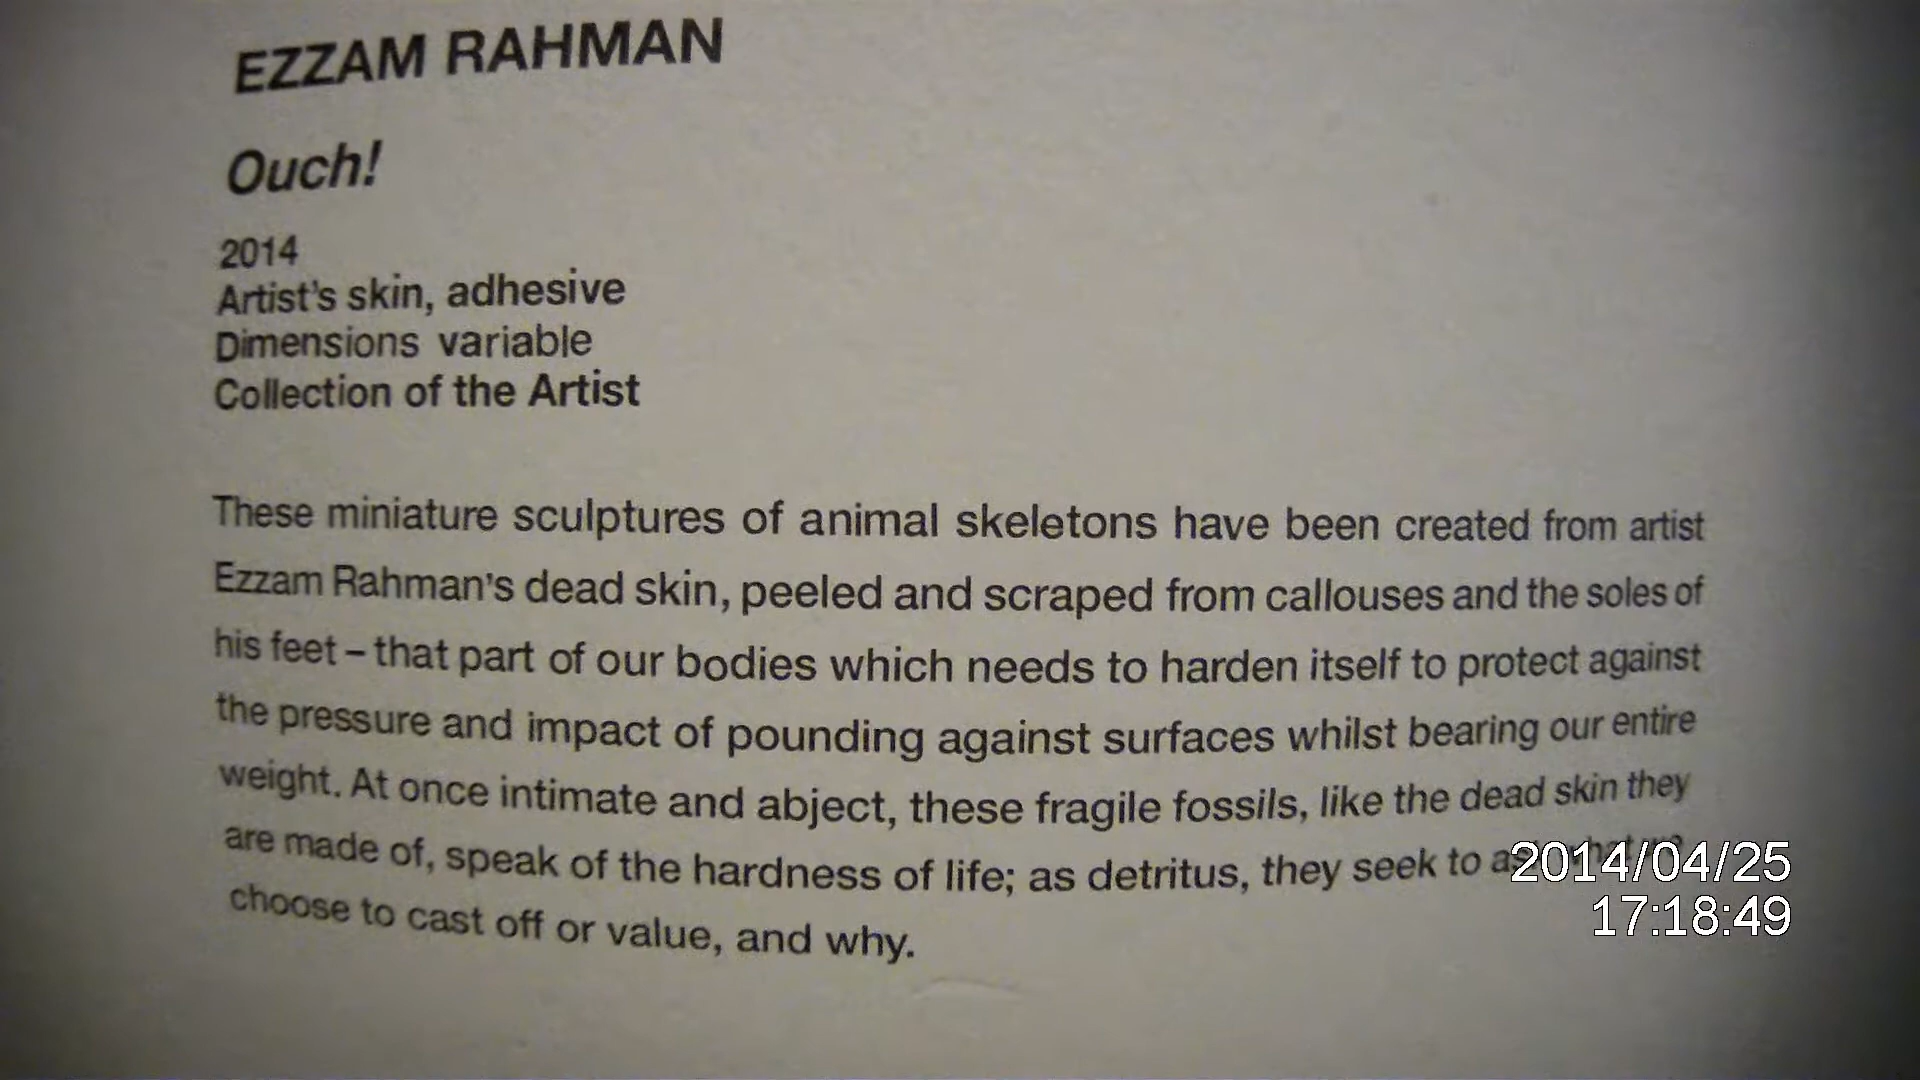 EZZAM RAHMAN
Ouch!
2014
Artist's skin, adhesive
Dimensions variable
Collection of the Artist
These miniature sculptures of animal skeletons have been created from artist
Ezzam Rahman's dead skin, peeled and scraped from callouses and the soles of
his feet – that part of our bodies which needs to harden itself to protect against
the pressure and impact of pounding against surfaces whilst bearing our entire
weight. At once intimate and abject, these fragile fossils, like the dead skin they
are made of, speak of the hardness of life; as detritus, they seek to
choose to cast off or value, and why.
2014/04/25
17:18:49